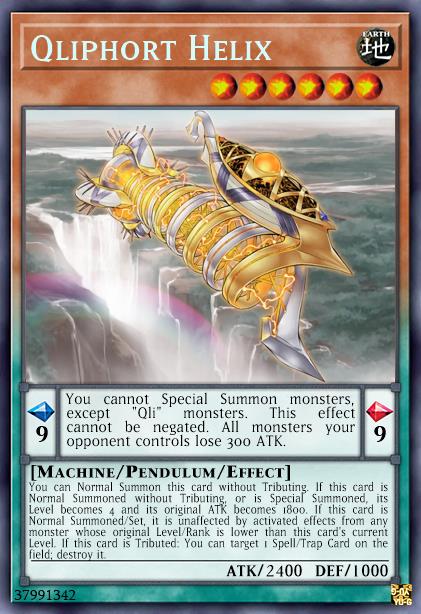 Qliphort Helix
EARTH
地
You cannot Special Summon monsters,
except "Qli" monsters. This effect
cannot be negated. All monsters
your opponent controls lose 300 ATK.
9
9
[Machine/Pendulum/Effect]
You can Normal Summon this card without Tributing. If this card is
Normal Summoned without Tributing, or is Special Summoned, its
Level becomes 4 and its original ATK becomes 1800. If this card is
Normal Summoned/Set, it is unaffected by activated effects from any
monster whose original Level/Rank is lower than this card's current
Level. If this card is Tributed: You can target 1 Spell/Trap Card on the
field; destroy it.
ATK/2400 DEF/1000
37991342